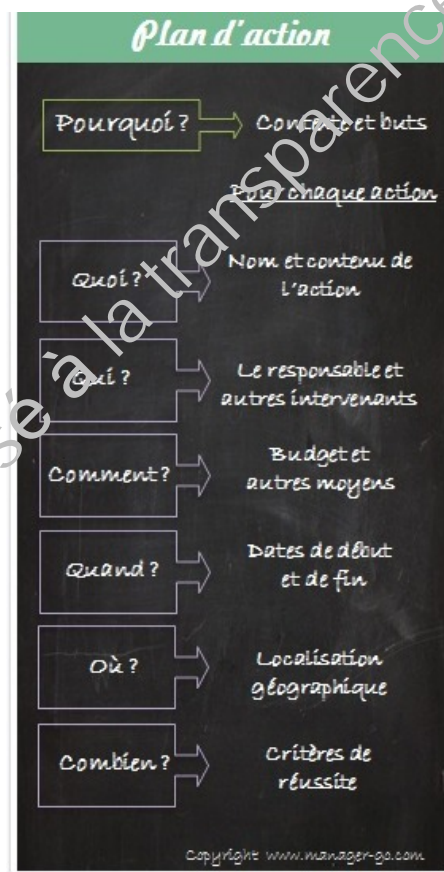 Plan d'action
Pourquoi ?
Contexte et buts
Pour chaque action
Quoi ?
Nom et contenu de
l'action
Qui ?
Le responsable et
autres intervenants
Comment ?
Budget et
autres moyens
Quand ?
Dates de début
et de fin
Où ?
Localisation
géographique
Combien ?
Critères de
réussite
Copyright www.manager-go.com
à la transparence